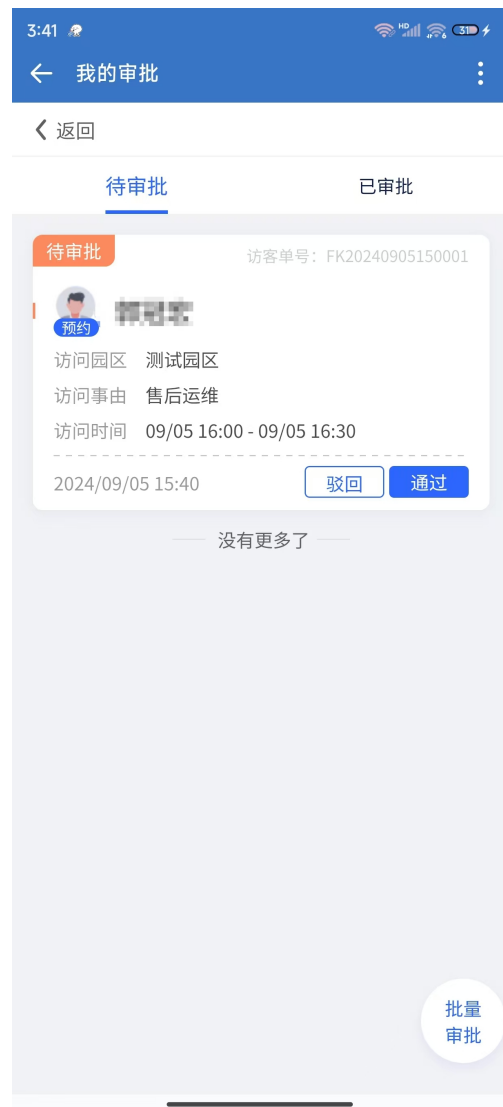 3:41
HD
6
31
我的审批
返回
待审批 已审批
待审批 访客单号：FK20240905150001
预约
访问园区 测试园区
访问事由 售后运维
访问时间 09/05 16:00 - 09/05 16:30
2024/09/05 15:40 驳回 通过
没有更多了
批量
审批